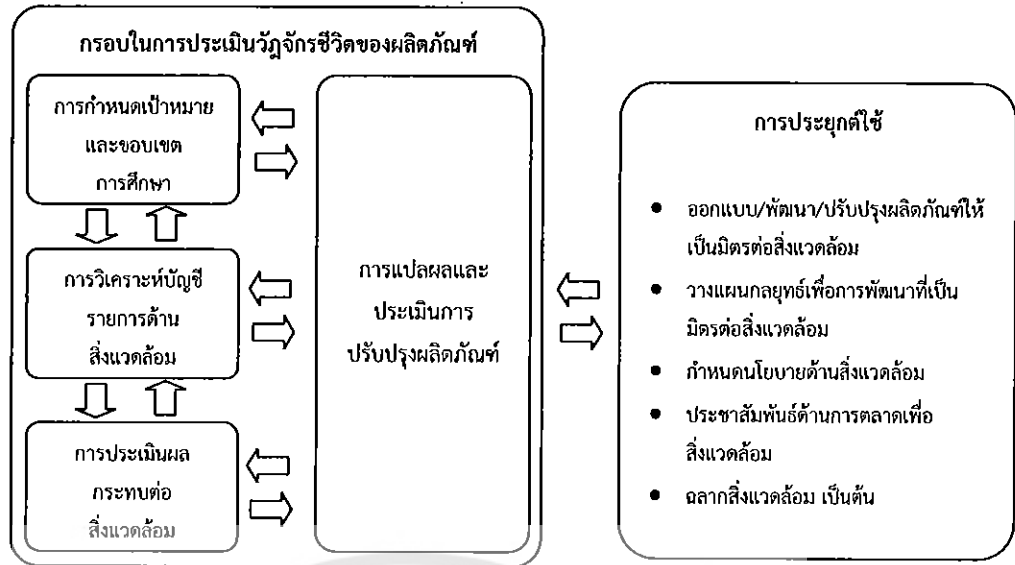 กรอบในการประเมินวัฏจักรชีวิตของผลิตภัณฑ์
การกำหนดเป้าหมาย
และขอบเขต
การศึกษา
การวิเคราะห์บัญชี
รายการด้าน
สิ่งแวดล้อม
การประเมินผล
กระทบต่อ
สิ่งแวดล้อม
การแปลผลและ
ประเมินการ
ปรับปรุงผลิตภัณฑ์
การประยุกต์ใช้
• ออกแบบ/พัฒนา/ปรับปรุงผลิตภัณฑ์ให้
เป็นมิตรต่อสิ่งแวดล้อม
• วางแผนกลยุทธ์เพื่อการพัฒนาที่เป็น
มิตรต่อสิ่งแวดล้อม
• กำหนดนโยบายด้านสิ่งแวดล้อม
• ประชาสัมพันธ์ด้านการตลาดเพื่อ
สิ่งแวดล้อม
• ฉลากสิ่งแวดล้อม เป็นต้น